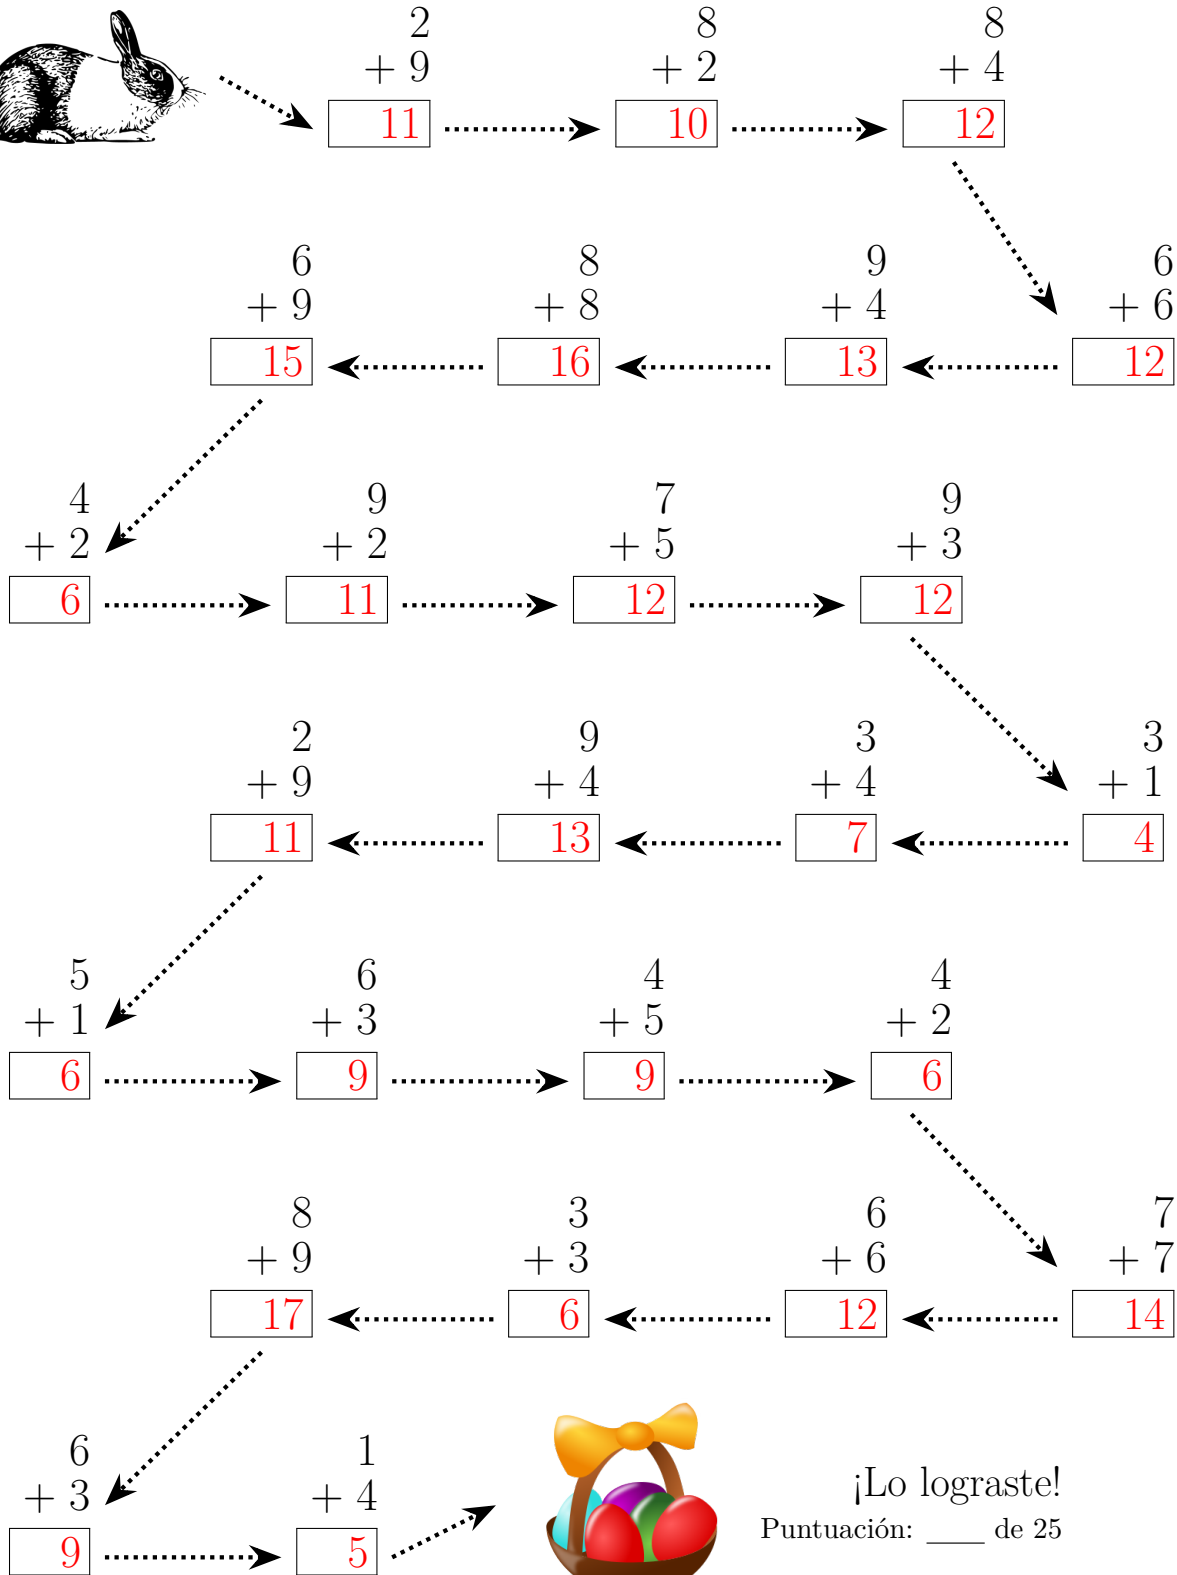 2 8 8
+ 9 + 2 + 4
11 10 12
6 8 9 6
+ 9 + 8 + 4 + 6
15 16 13 12
4 9 7 9
+ 2 + 2 + 5 + 3
6 11 12 12
2 9 3 3
+ 9 + 4 + 4 + 1
11 13 7 4
5 6 4 4
+ 1 + 3 + 5 + 2
6 9 9 6
8 3 6 7
+ 9 + 3 + 6 + 7
17 6 12 14
6 1
+ 3 + 4
9 5
¡Lo lograste!
Puntuación: ____ de 25